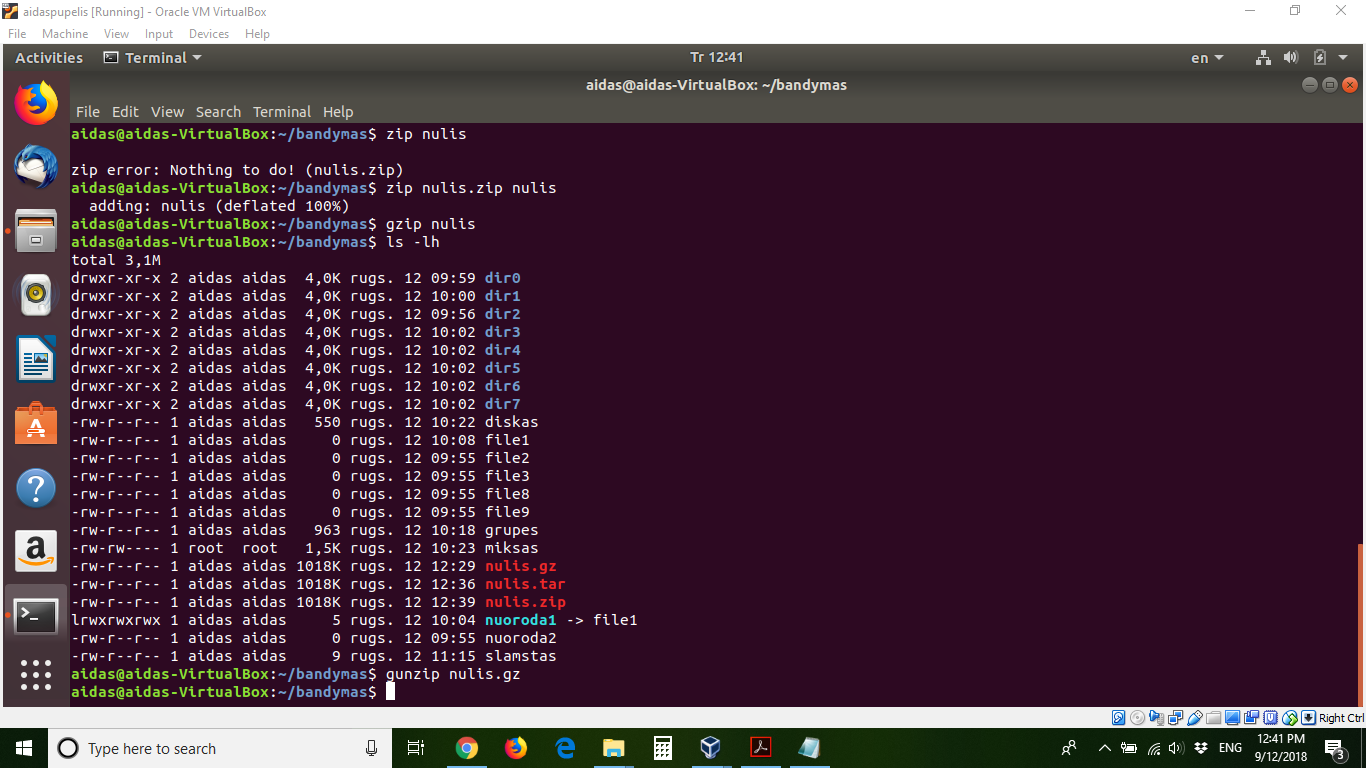 aidaspupelis [Running] - Oracle VM VirtualBox
File Machine View Input Devices Help
Activities Terminal Tr 12:41 en
aidas@aidas-VirtualBox: ~/bandymas
File Edit View Search Terminal Help
aidas@aidas-VirtualBox:~/bandymas$ zip nulis
zip error: Nothing to do! (nulis.zip)
aidas@aidas-VirtualBox:~/bandymas$ zip nulis.zip nulis
  adding: nulis (deflated 100%)
aidas@aidas-VirtualBox:~/bandymas$ gzip nulis
aidas@aidas-VirtualBox:~/bandymas$ ls -lh
total 3,1M
drwxr-xr-x 2 aidas aidas  4,0K rugs. 12 09:59 dir0
drwxr-xr-x 2 aidas aidas  4,0K rugs. 12 10:00 dir1
drwxr-xr-x 2 aidas aidas  4,0K rugs. 12 09:56 dir2
drwxr-xr-x 2 aidas aidas  4,0K rugs. 12 10:02 dir3
drwxr-xr-x 2 aidas aidas  4,0K rugs. 12 10:02 dir4
drwxr-xr-x 2 aidas aidas  4,0K rugs. 12 10:02 dir5
drwxr-xr-x 2 aidas aidas  4,0K rugs. 12 10:02 dir6
drwxr-xr-x 2 aidas aidas  4,0K rugs. 12 10:02 dir7
-rw-r--r-- 1 aidas aidas   550 rugs. 12 10:22 diskas
-rw-r--r-- 1 aidas aidas     0 rugs. 12 10:08 file1
-rw-r--r-- 1 aidas aidas     0 rugs. 12 09:55 file2
-rw-r--r-- 1 aidas aidas     0 rugs. 12 09:55 file3
-rw-r--r-- 1 aidas aidas     0 rugs. 12 09:55 file8
-rw-r--r-- 1 aidas aidas     0 rugs. 12 09:55 file9
-rw-r--r-- 1 aidas aidas   963 rugs. 12 10:18 grupes
-rw-rw---- 1 root  root   1,5K rugs. 12 10:23 miksas
-rw-r--r-- 1 aidas aidas 1018K rugs. 12 12:29 nulis.gz
-rw-r--r-- 1 aidas aidas 1018K rugs. 12 12:36 nulis.tar
-rw-r--r-- 1 aidas aidas 1018K rugs. 12 12:39 nulis.zip
lrwxrwxrwx 1 aidas aidas     5 rugs. 12 10:04 nuoroda1 -> file1
-rw-r--r-- 1 aidas aidas     0 rugs. 12 09:55 nuoroda2
-rw-r--r-- 1 aidas aidas     9 rugs. 12 11:15 slamstas
aidas@aidas-VirtualBox:~/bandymas$ gunzip nulis.gz
aidas@aidas-VirtualBox:~/bandymas$
Right Ctrl
Type here to search ENG 12:41 PM
9/12/2018 3